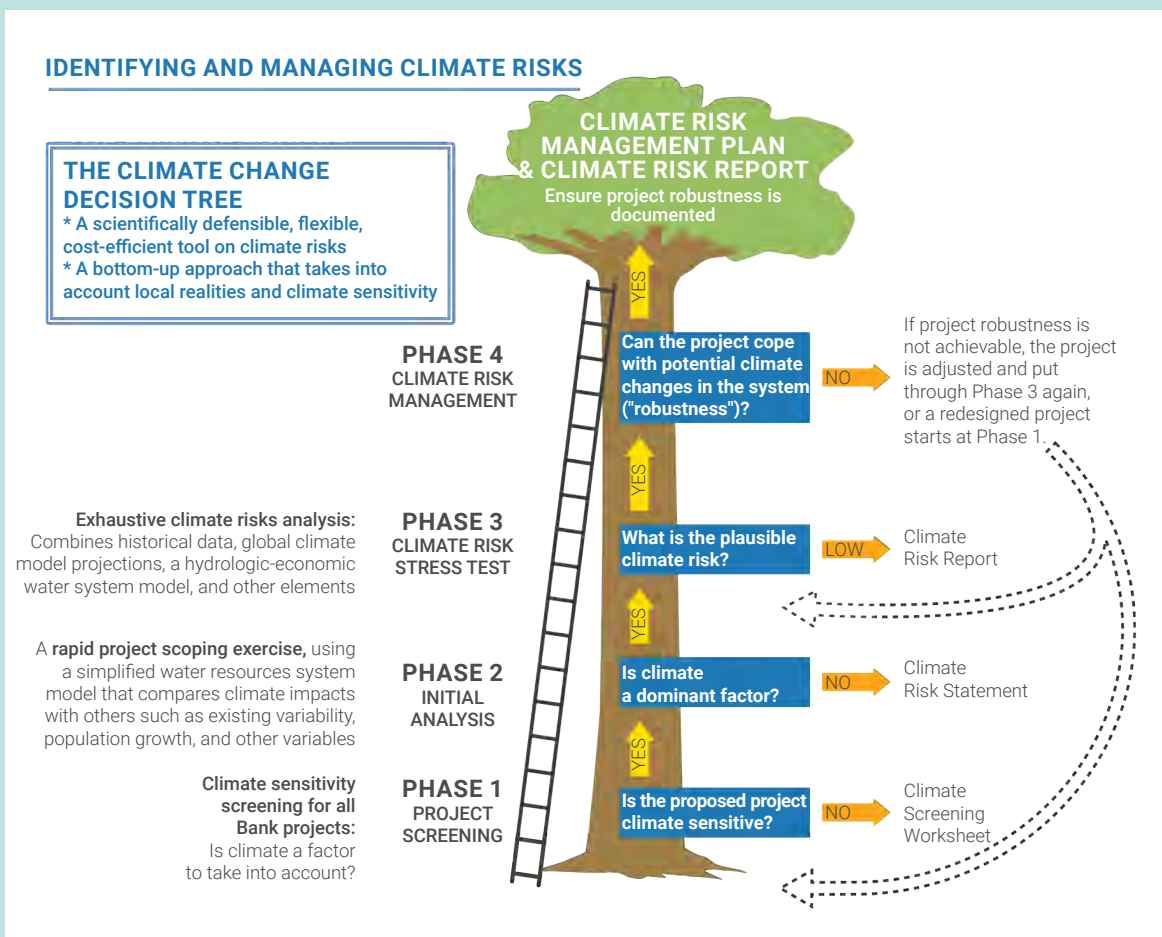 IDENTIFYING AND MANAGING CLIMATE RISKS
THE CLIMATE CHANGE
DECISION TREE
* A scientifically defensible, flexible,
cost-efficient tool on climate risks
* A bottom-up approach that takes into
account local realities and climate sensitivity
CLIMATE RISK
MANAGEMENT PLAN
& CLIMATE RISK REPORT
Ensure project robustness is
documented
YES
PHASE 4
CLIMATE RISK
MANAGEMENT
Can the project cope
with potential climate
changes in the system
("robustness")?
NO
If project robustness is
not achievable, the project
is adjusted and put
through Phase 3 again,
or a redesigned project
starts at Phase 1.
YES
Exhaustive climate risks analysis:
Combines historical data, global climate
model projections, a hydrologic-economic
water system model, and other elements
PHASE 3
CLIMATE RISK
STRESS TEST
What is the plausible
climate risk?
LOW
Climate
Risk Report
YES
A rapid project scoping exercise, using
a simplified water resources system
model that compares climate impacts
with others such as existing variability,
population growth, and other variables
PHASE 2
INITIAL
ANALYSIS
Is climate
a dominant factor?
NO
Climate
Risk Statement
YES
Climate sensitivity
screening for all
Bank projects:
Is climate a factor
to take into account?
PHASE 1
PROJECT
SCREENING
Is the proposed project
climate sensitive?
NO
Climate
Screening
Worksheet